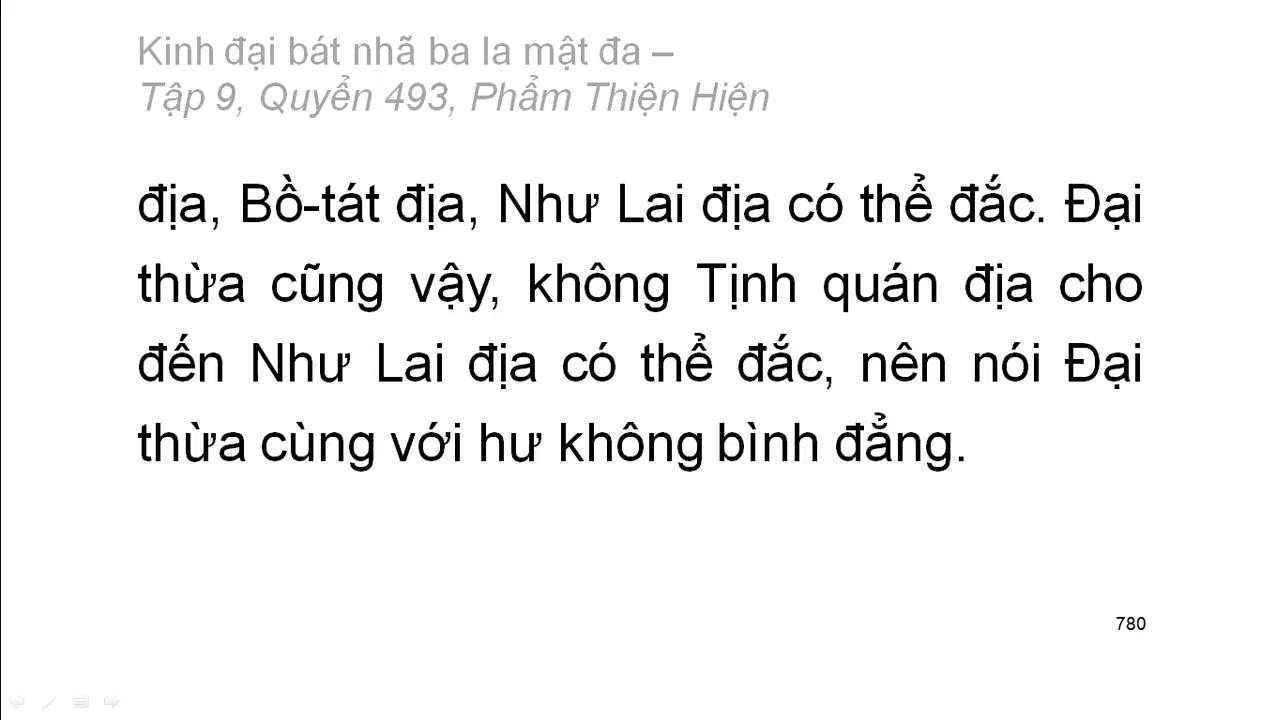 Kinh đại bát nhã ba la mật đa –
Tập 9, Quyển 493, Phẩm Thiện Hiện
địa, Bồ-tát địa, Như Lai địa có thể đắc. Đại
thừa cũng vậy, không Tịnh quán địa cho
đến Như Lai địa có thể đắc, nên nói Đại
thừa cùng với hư không bình đẳng.
780